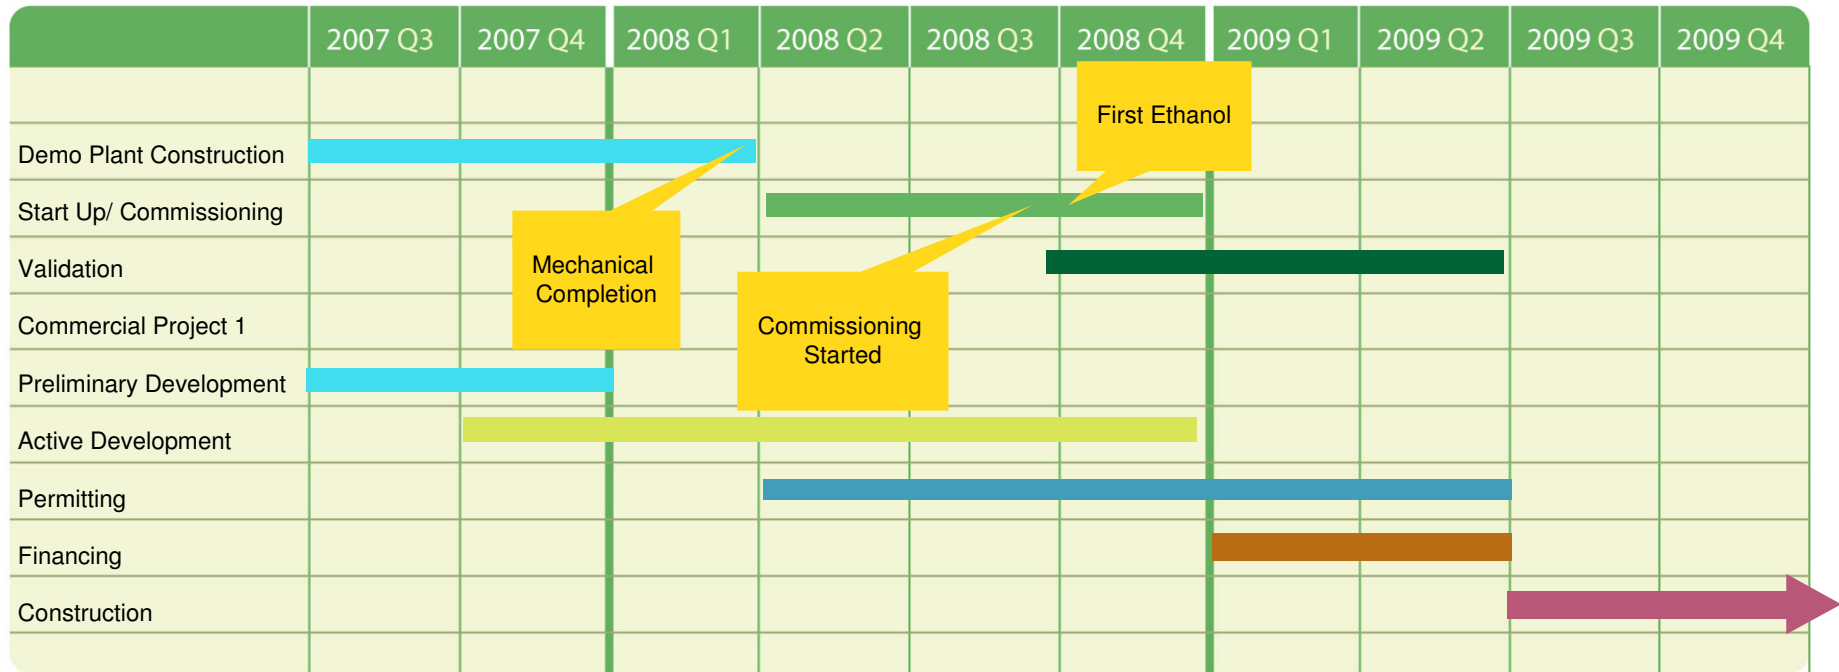 2007 Q3 2007 Q4 2008 Q1 2008 Q2 2008 Q3 2008 Q4 2009 Q1 2009 Q2 2009 Q3 2009 Q4
First Ethanol
Demo Plant Construction
Start Up/ Commissioning
Mechanical
Completion
Validation
Commissioning
Started
Commercial Project 1
Preliminary Development
Active Development
Permitting
Financing
Construction